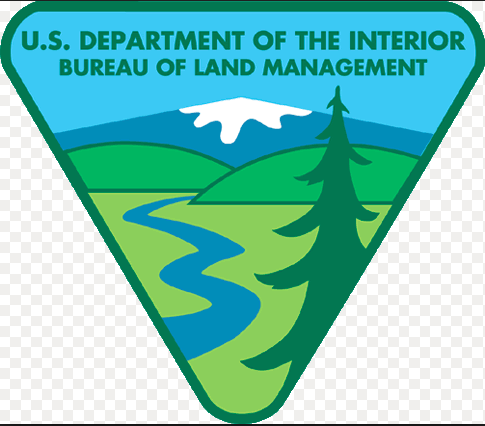 U.S. DEPARTMENT OF THE INTERIOR
BUREAU OF LAND MANAGEMENT